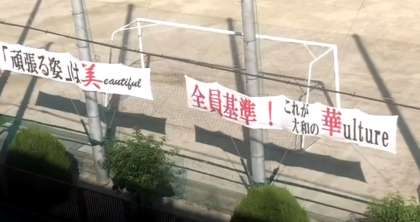 「頑張る姿」は美eautiful
全員基準！これが
大和の華ulture